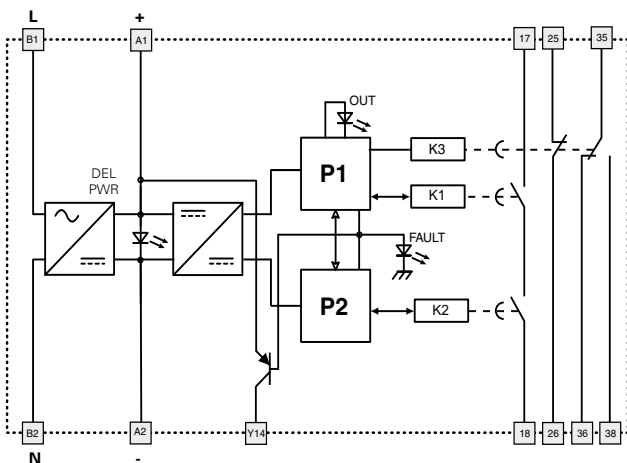 L +
B1 A1 17 25 35
OUT
P1 K3
DEL
PWR
K1
FAULT
P2 K2
B2 A2 Y14 18 26 36 38
N -